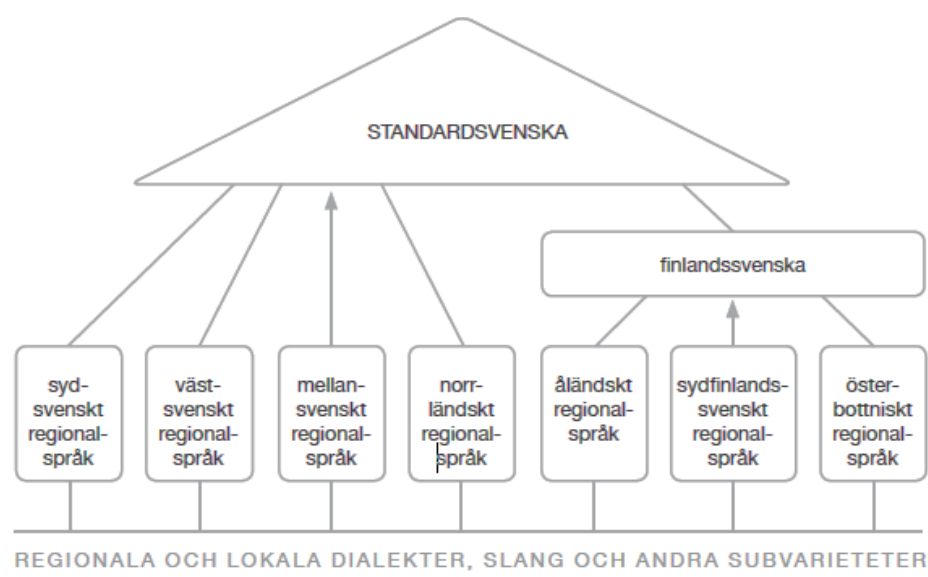 STANDARDSVENSKA
finlandssvenska
syd-
svenskt
regional-
språk
väst-
svenskt
regional-
språk
mellan-
svenskt
regional-
språk
norr-
ländskt
regional-
språk
åländskt
regional-
språk
sydfinlands-
svenskt
regional-
språk
öster-
bottniskt
regional-
språk
REGIONALA OCH LOKALA DIALEKTER, SLANG OCH ANDRA SUBVARIETETER